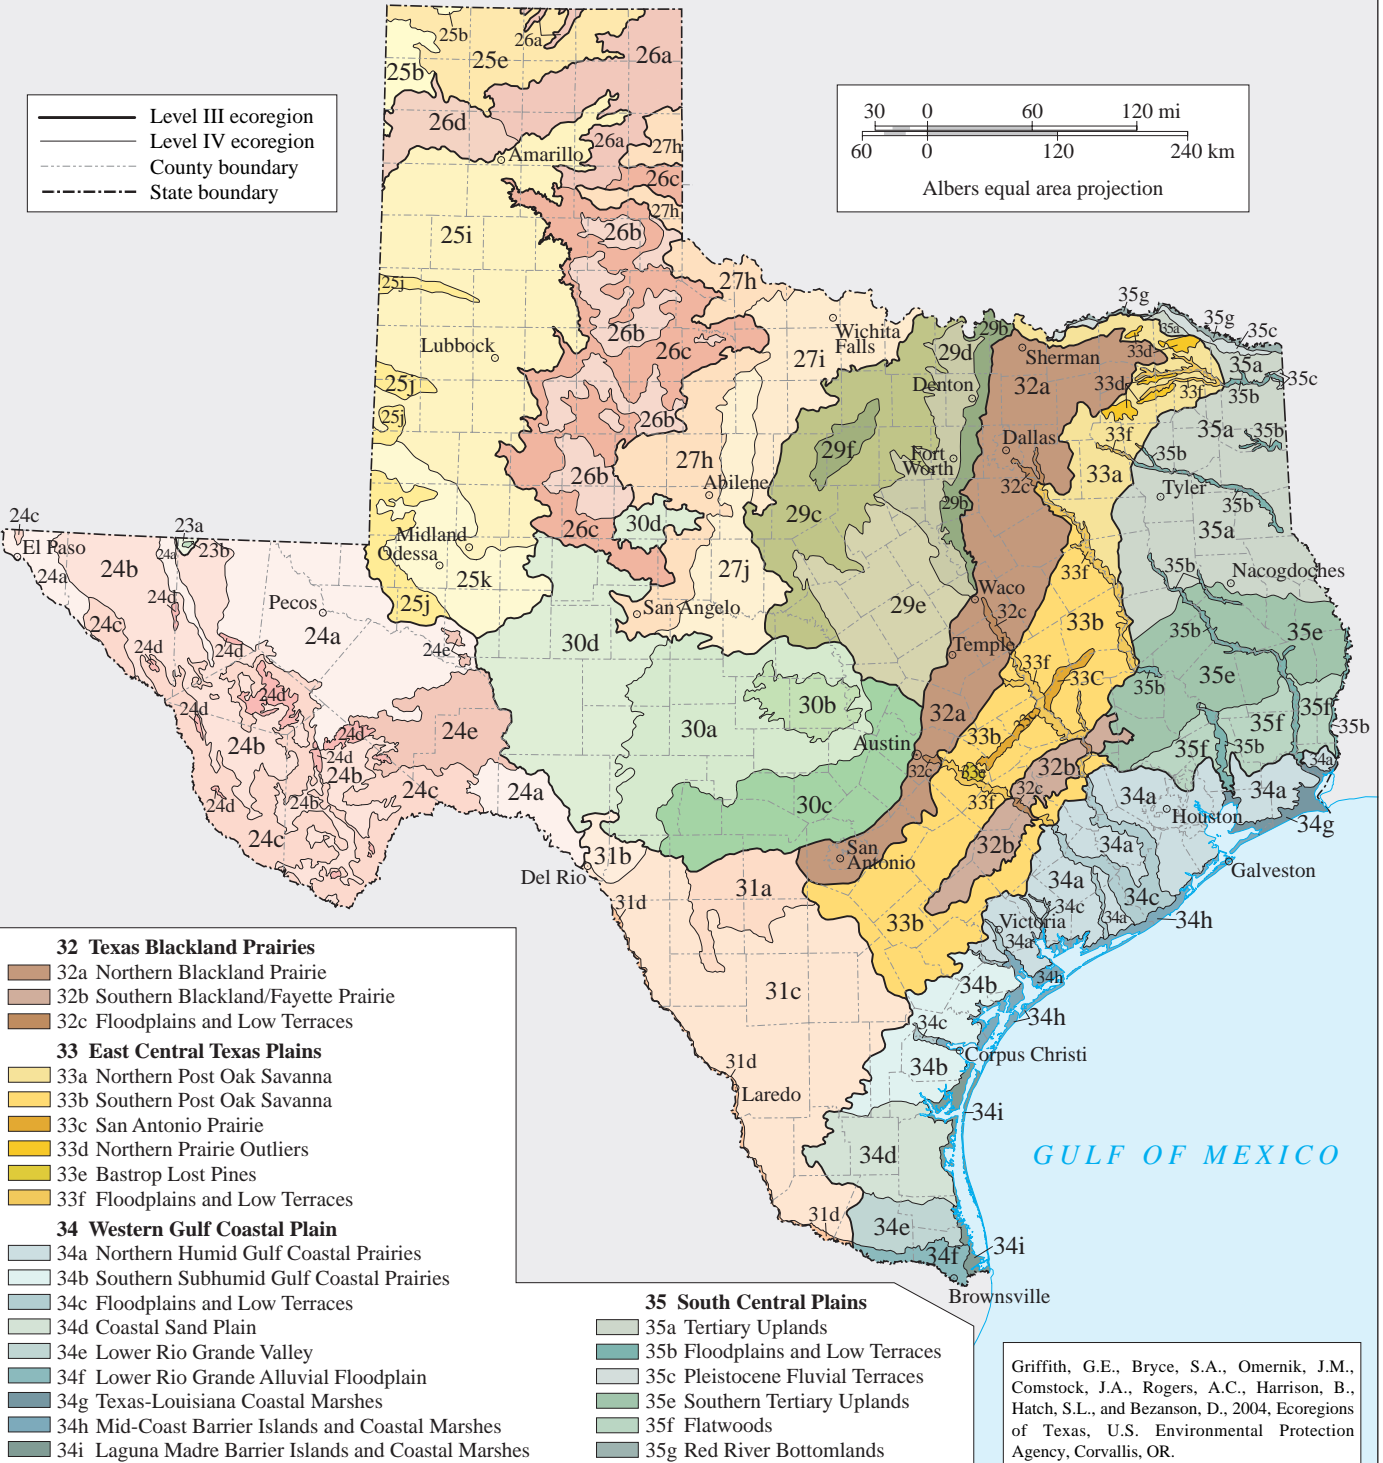 Level III ecoregion
Level IV ecoregion
County boundary
State boundary
30 0 60 120 mi
60 0 120 240 km
Albers equal area projection
25b
26a
25e
26a
25b
26d
26a
27h
Amarillo
26c
27h
25i
26b
27h
25j
26b
Wichita
Falls
Lubbock
26c
27i
29d
29b
Sherman
35g
35a
35g
35c
33d
35a
35c
25j
Denton
32a
33d
33f
35b
25j
26b
29f
Dallas
33f
35a
35b
27h
Fort
Worth
33a
35b
26b
Abilene
32c
Tyler
24c
23a
26c
30d
29c
29b
35b
El Paso
24a
23b
Midland
35a
24b
Odessa
24a
25k
27j
33f
35b
Nacogdoches
24d
Pecos
25j
San Angelo
29e
Waco
32c
24c
24a
33b
35b
35e
24d
24d
24e
30d
Temple
33f
33C
35b
35e
24d
24d
30b
32a
35f
24b
24d
24e
30a
Austin
33b
33c
35f
35b
24d
24b
32c
33e
32b
35f
35b
34a
24d
24b
24c
24a
30c
33f
32c
34a
34a
Houston
34g
24c
31b
San
Antonio
32b
34a
Del Rio
31a
34a
34c
Galveston
31d
34c
34a
34h
33b
Victoria
34a
31c
34b
34h
34c
34h
31d
Corpus Christi
34b
Laredo
34i
34d
GULF OF MEXICO
31d
34e
34f
34i
Brownsville
32 Texas Blackland Prairies
32a Northern Blackland Prairie
32b Southern Blackland/Fayette Prairie
32c Floodplains and Low Terraces
33 East Central Texas Plains
33a Northern Post Oak Savanna
33b Southern Post Oak Savanna
33c San Antonio Prairie
33d Northern Prairie Outliers
33e Bastrop Lost Pines
33f Floodplains and Low Terraces
34 Western Gulf Coastal Plain
34a Northern Humid Gulf Coastal Prairies
34b Southern Subhumid Gulf Coastal Prairies
34c Floodplains and Low Terraces
34d Coastal Sand Plain
34e Lower Rio Grande Valley
34f Lower Rio Grande Alluvial Floodplain
34g Texas-Louisiana Coastal Marshes
34h Mid-Coast Barrier Islands and Coastal Marshes
34i Laguna Madre Barrier Islands and Coastal Marshes
35 South Central Plains
35a Tertiary Uplands
35b Floodplains and Low Terraces
35c Pleistocene Fluvial Terraces
35e Southern Tertiary Uplands
35f Flatwoods
35g Red River Bottomlands
Griffith, G.E., Bryce, S.A., Omernik, J.M.,
Comstock, J.A., Rogers, A.C., Harrison, B.,
Hatch, S.L., and Bezanson, D., 2004, Ecoregions
of Texas, U.S. Environmental Protection
Agency, Corvallis, OR.